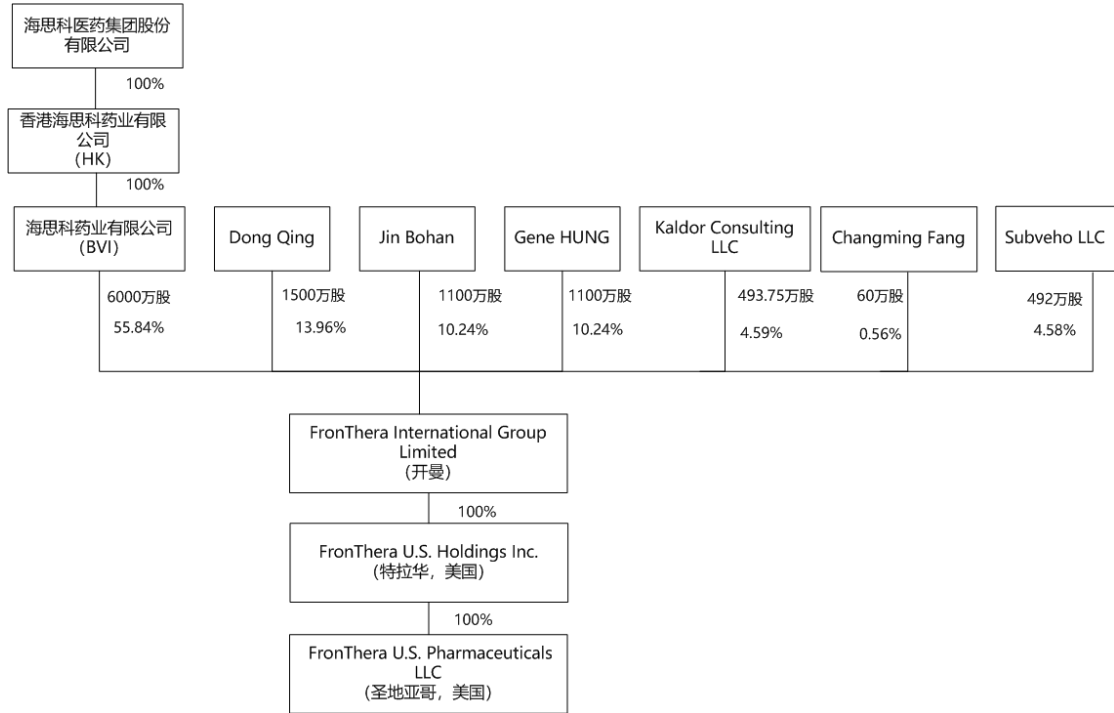 海思科医药集团股份
有限公司
100%
香港海思科药业有限
公司
（HK）
100%
海思科药业有限公司
（BVI）
Dong Qing
Jin Bohan
Gene HUNG
Kaldor Consulting
LLC
Changming Fang
Subveho LLC
6000万股
55.84%
1500万股
13.96%
1100万股
10.24%
1100万股
10.24%
493.75万股
4.59%
60万股
0.56%
492万股
4.58%
FronThera International Group
Limited
（开曼）
100%
FronThera U.S. Holdings Inc.
（特拉华，美国）
100%
FronThera U.S. Pharmaceuticals
LLC
（圣地亚哥，美国）